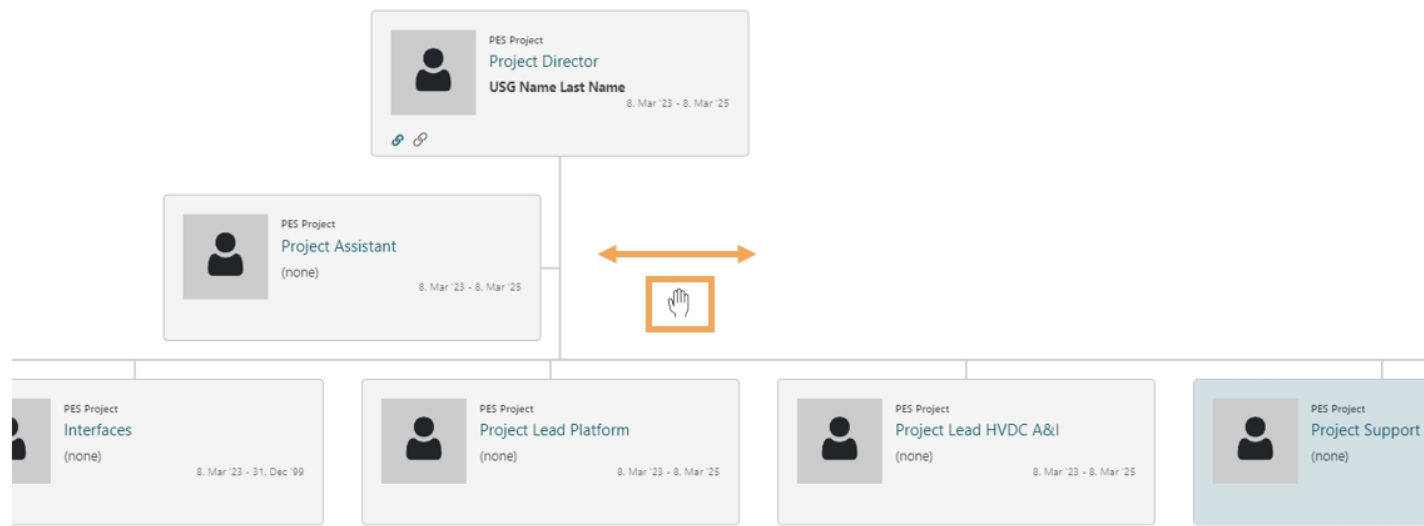 PES Project
Project Director
USG Name Last Name
8. Mar '23 - 8. Mar '25
PES Project
Project Assistant
(none)
8. Mar '23 - 8. Mar '25
PES Project
Interfaces
(none)
8. Mar '23 - 31. Dec '99
PES Project
Project Lead Platform
(none)
8. Mar '23 - 8. Mar '25
PES Project
Project Lead HVDC A&I
(none)
8. Mar '23 - 8. Mar '25
PES Project
Project Support
(none)